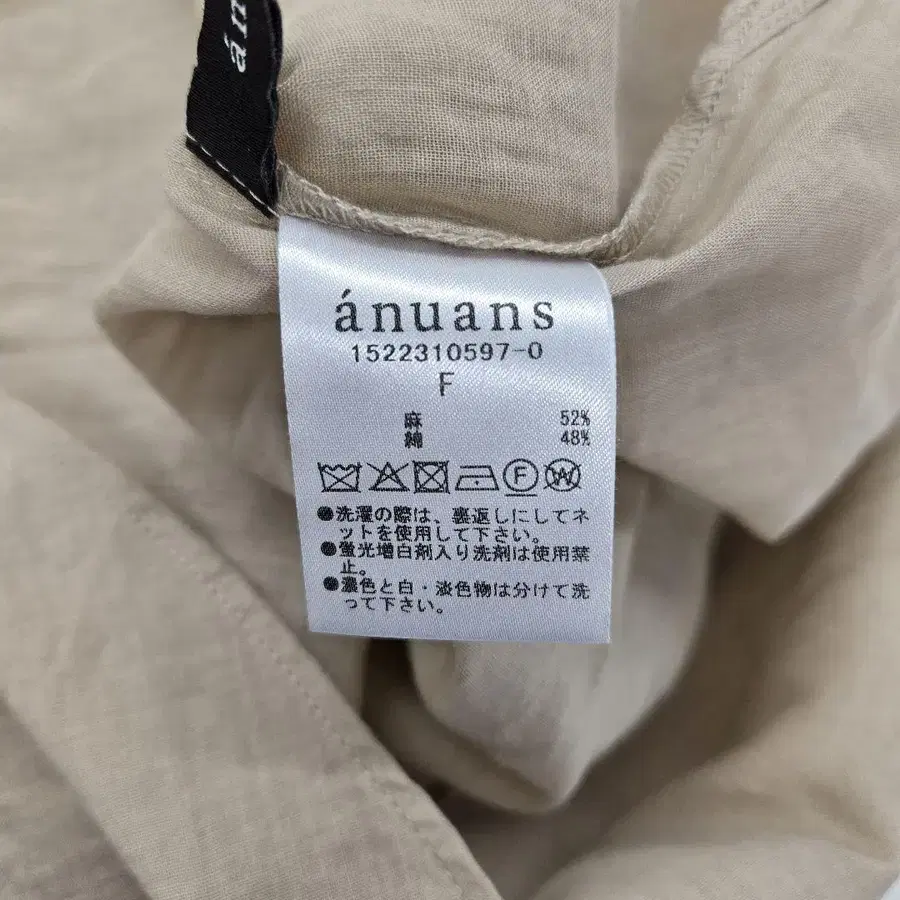 án
ánuans
1522310597-0
F
麻 52%
綿 48%
F W
●洗濯の際は、裏返しにしてネ
ットを使用して下さい。
●蛍光増白剤入り洗剤は使用禁
止。
●濃色と白・淡色物は分けて洗
って下さい。